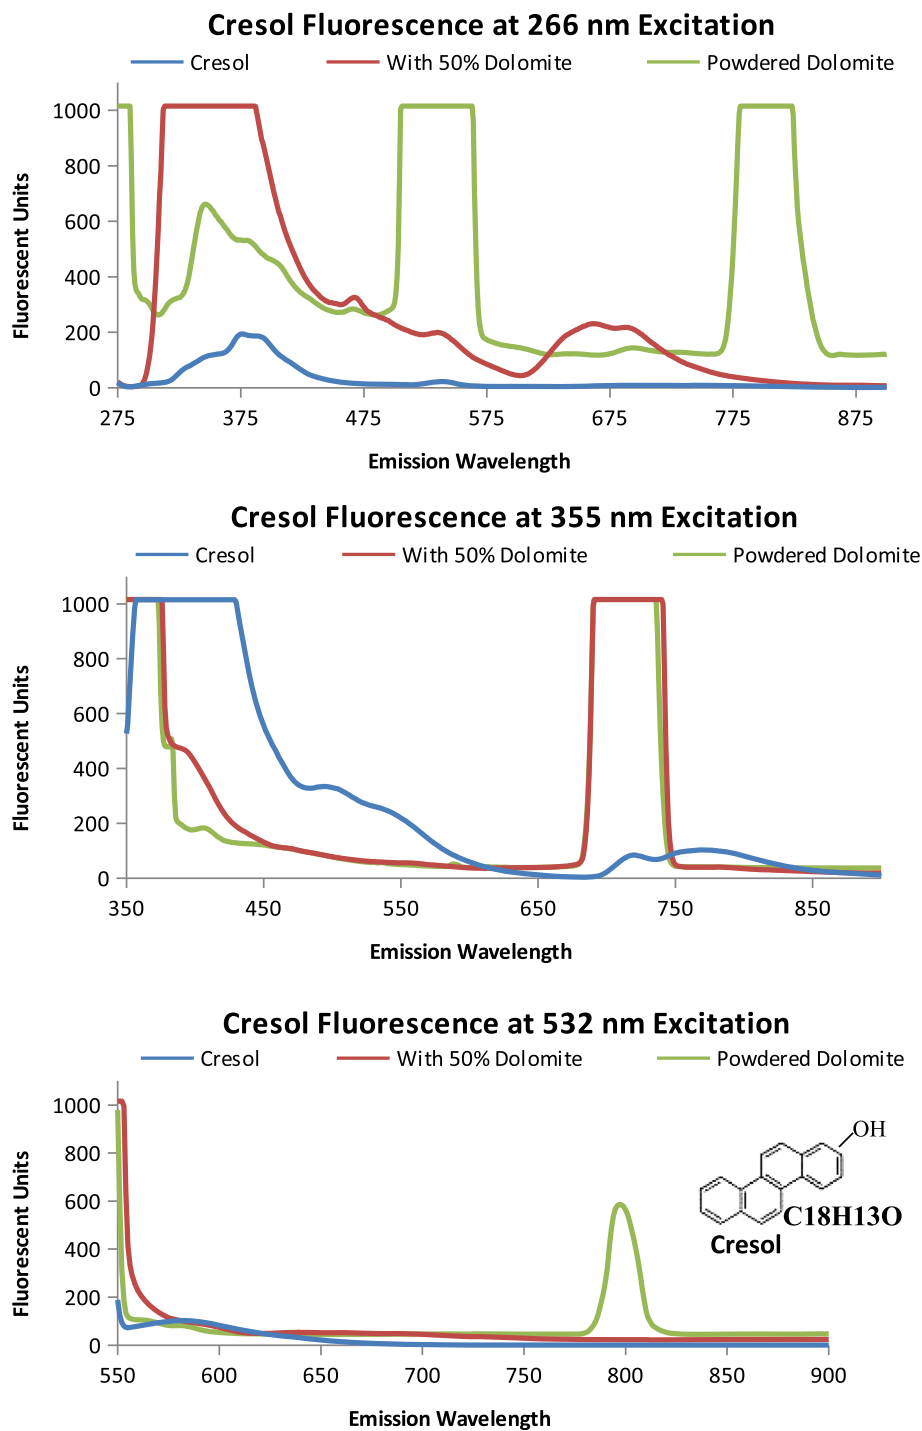 Cresol Fluorescence at 266 nm Excitation
Cresol With 50% Dolomite Powdered Dolomite
1000
800
600
400
200
0
Fluorescent Units
275 375 475 575 675 775 875
Emission Wavelength
Cresol Fluorescence at 355 nm Excitation
Cresol With 50% Dolomite Powdered Dolomite
1000
800
600
400
200
0
Fluorescent Units
350 450 550 650 750 850
Emission Wavelength
Cresol Fluorescence at 532 nm Excitation
Cresol With 50% Dolomite Powdered Dolomite
1000
800
600
400
200
0
Fluorescent Units
OH
C18H13O
Cresol
550 600 650 700 750 800 850 900
Emission Wavelength